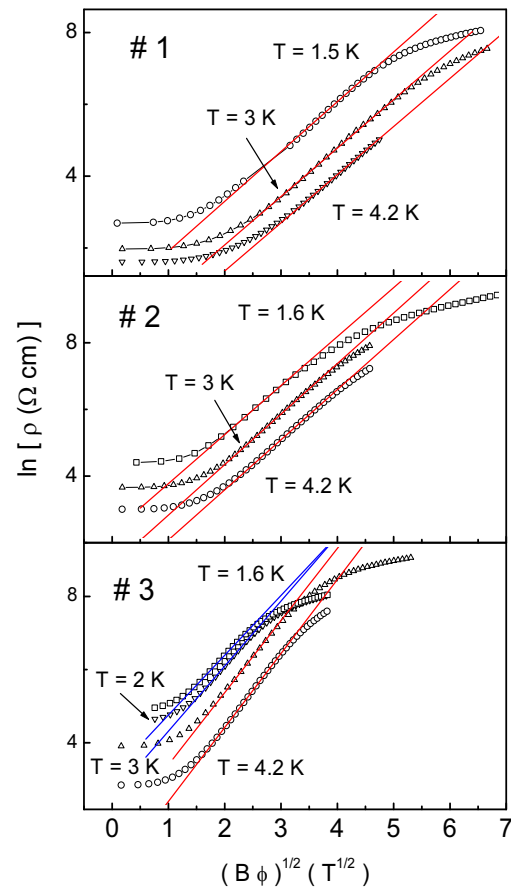 # 1
T = 1.5 K
T = 3 K
T = 4.2 K
8
4
# 2
T = 1.6 K
T = 3 K
T = 4.2 K
8
4
ln [ ρ (Ω cm) ]
# 3
T = 1.6 K
T = 2 K
T = 3 K
T = 4.2 K
8
4
0 1 2 3 4 5 6 7
( B ϕ )^{1/2} ( T^{1/2} )